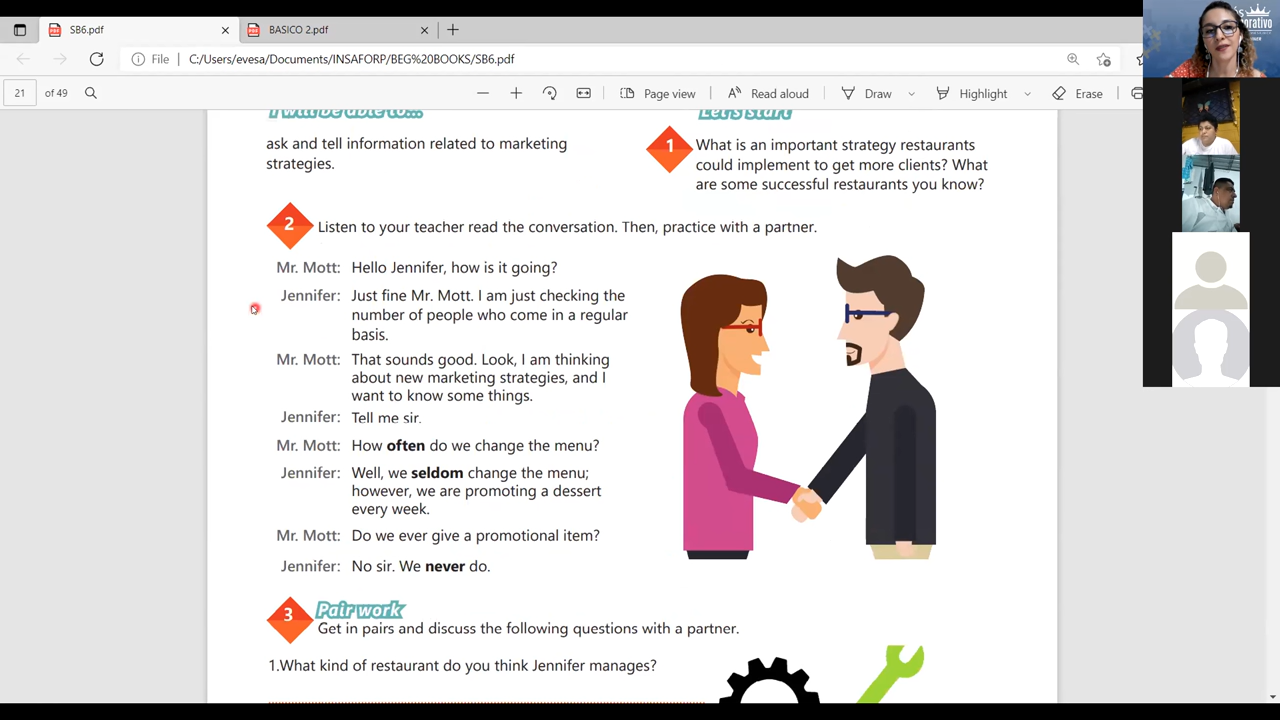 SB6.pdf
BASICO 2.pdf
File
C:/Users/evesa/Documents/INSAFORP/BEG%20BOOKS/SB6.pdf
21
of 49
Page view
Read aloud
Draw
Highlight
Erase
I will be able to...
ask and tell information related to marketing
strategies.
Let's start
1
What is an important strategy restaurants
could implement to get more clients? What
are some successful restaurants you know?
2
Listen to your teacher read the conversation. Then, practice with a partner.
Mr. Mott: Hello Jennifer, how is it going?
Jennifer: Just fine Mr. Mott. I am just checking the
number of people who come in a regular
basis.
Mr. Mott: That sounds good. Look, I am thinking
about new marketing strategies, and I
want to know some things.
Jennifer: Tell me sir.
Mr. Mott: How often do we change the menu?
Jennifer: Well, we seldom change the menu;
however, we are promoting a dessert
every week.
Mr. Mott: Do we ever give a promotional item?
Jennifer: No sir. We never do.
3
Pair work
Get in pairs and discuss the following questions with a partner.
1.What kind of restaurant do you think Jennifer manages?